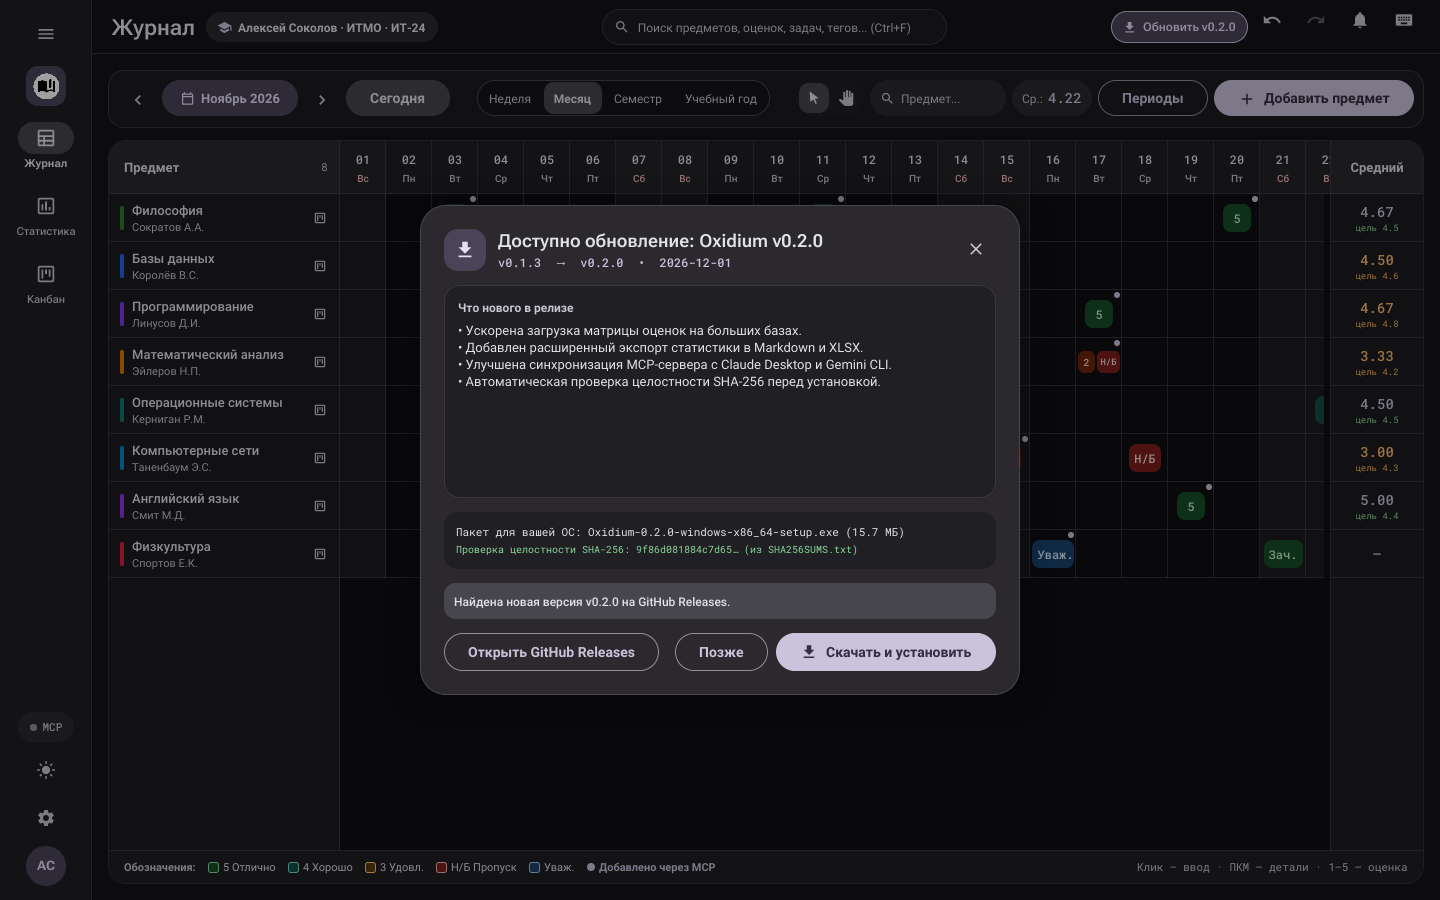 Журнал
Алексей Соколов · ИТМО · ИТ-24
Поиск предметов, оценок, задач, тегов... (Ctrl+F)
Обновить v0.2.0
Журнал
Статистика
Канбан
MCP
АС
Ноябрь 2026
Сегодня
Неделя Месяц Семестр Учебный год
Предмет...
Ср.: 4.22
Периоды
Добавить предмет
Предмет 8
01 02 03 04 05 06 07 08 09 10 11 12 13 14 15 16 17 18 19 20 21
Вс Пн Вт Ср Чт Пт Сб Вс Пн Вт Ср Чт Пт Сб Вс Пн Вт Ср Чт Пт Сб В
Средний
Философия
Сократов А.А.
5
4.67
цель 4.5
Базы данных
Королёв В.С.
4.50
цель 4.6
Программирование
Линусов Д.И.
5
4.67
цель 4.8
Математический анализ
Эйлеров Н.П.
2 Н/Б
3.33
цель 4.2
Операционные системы
Керниган Р.М.
4.50
цель 4.5
Компьютерные сети
Таненбаум Э.С.
Н/Б
3.00
цель 4.3
Английский язык
Смит М.Д.
5
5.00
цель 4.4
Физкультура
Спортов Е.К.
Уваж.
Зач.
—
Доступно обновление: Oxidium v0.2.0
v0.1.3 → v0.2.0 • 2026-12-01
Что нового в релизе
• Ускорена загрузка матрицы оценок на больших базах.
• Добавлен расширенный экспорт статистики в Markdown и XLSX.
• Улучшена синхронизация MCP-сервера с Claude Desktop и Gemini CLI.
• Автоматическая проверка целостности SHA-256 перед установкой.
Пакет для вашей ОС: Oxidium-0.2.0-windows-x86_64-setup.exe (15.7 МБ)
Проверка целостности SHA-256: 9f86d081884c7d65… (из SHA256SUMS.txt)
Найдена новая версия v0.2.0 на GitHub Releases.
Открыть GitHub Releases
Позже
Скачать и установить
Обозначения: 5 Отлично 4 Хорошо 3 Удовл. Н/Б Пропуск Уваж. Добавлено через MCP
Клик — ввод · ПКМ — детали · 1–5 — оценка